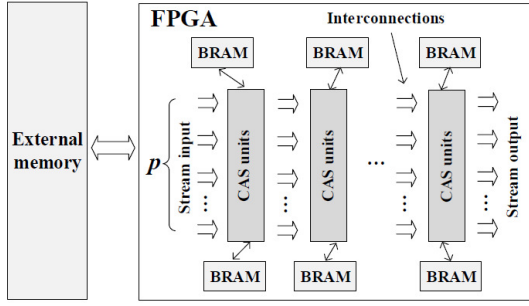 FPGA
Interconnections
BRAM
BRAM
BRAM
External
memory
p
Stream input
CAS units
CAS units
...
CAS units
Stream output
...
...
...
...
BRAM
BRAM
BRAM